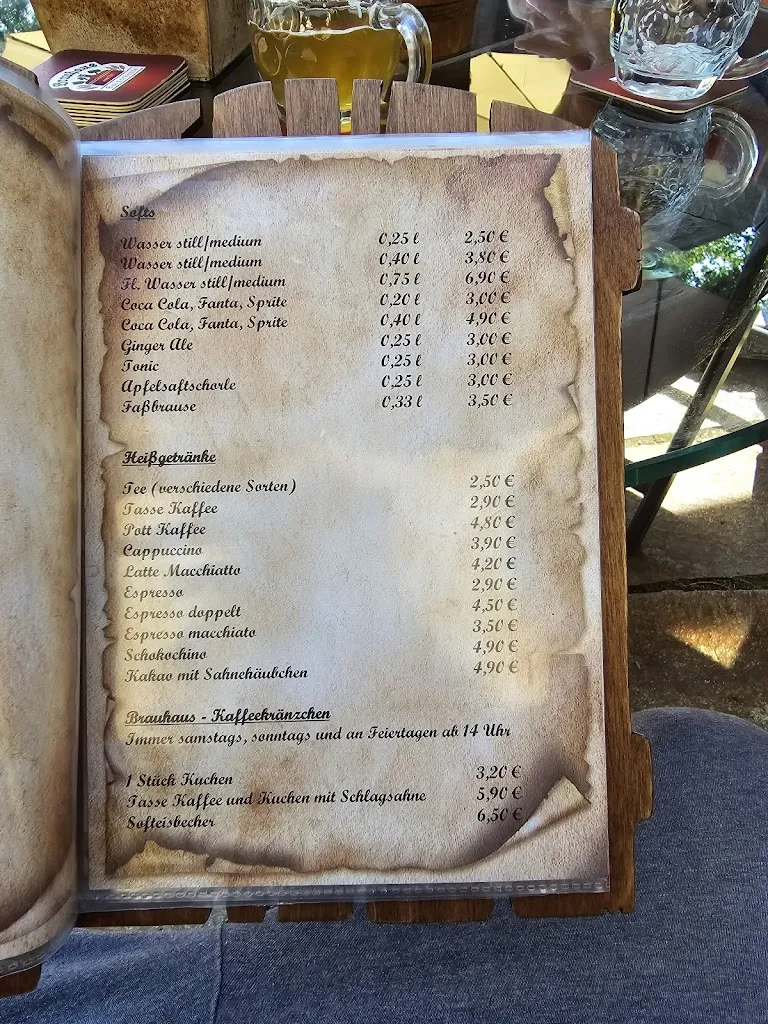 Brauhaus
Softs
Wasser still/medium 0,25 l 2,50 €
Wasser still/medium 0,40 l 3,80 €
Fl. Wasser still/medium 0,75 l 6,90 €
Coca Cola, Fanta, Sprite 0,20 l 3,00 €
Coca Cola, Fanta, Sprite 0,40 l 4,90 €
Ginger Ale 0,25 l 3,00 €
Tonic 0,25 l 3,00 €
Apfelsaftschorle 0,25 l 3,00 €
Faßbrause 0,33 l 3,50 €
Heißgetränke
Tee (verschiedene Sorten) 2,50 €
Tasse Kaffee 2,90 €
Pott Kaffee 4,80 €
Cappuccino 3,90 €
Latte Macchiatto 4,20 €
Espresso 2,90 €
Espresso doppelt 4,50 €
Espresso macchiato 3,50 €
Schokochino 4,90 €
Kakao mit Sahnehäubchen 4,90 €
Brauhaus - Kaffeekränzchen
Immer samstags, sonntags und an Feiertagen ab 14 Uhr
1 Stück Kuchen 3,20 €
Tasse Kaffee und Kuchen mit Schlagsahne 5,90 €
Softeisbecher 6,50 €